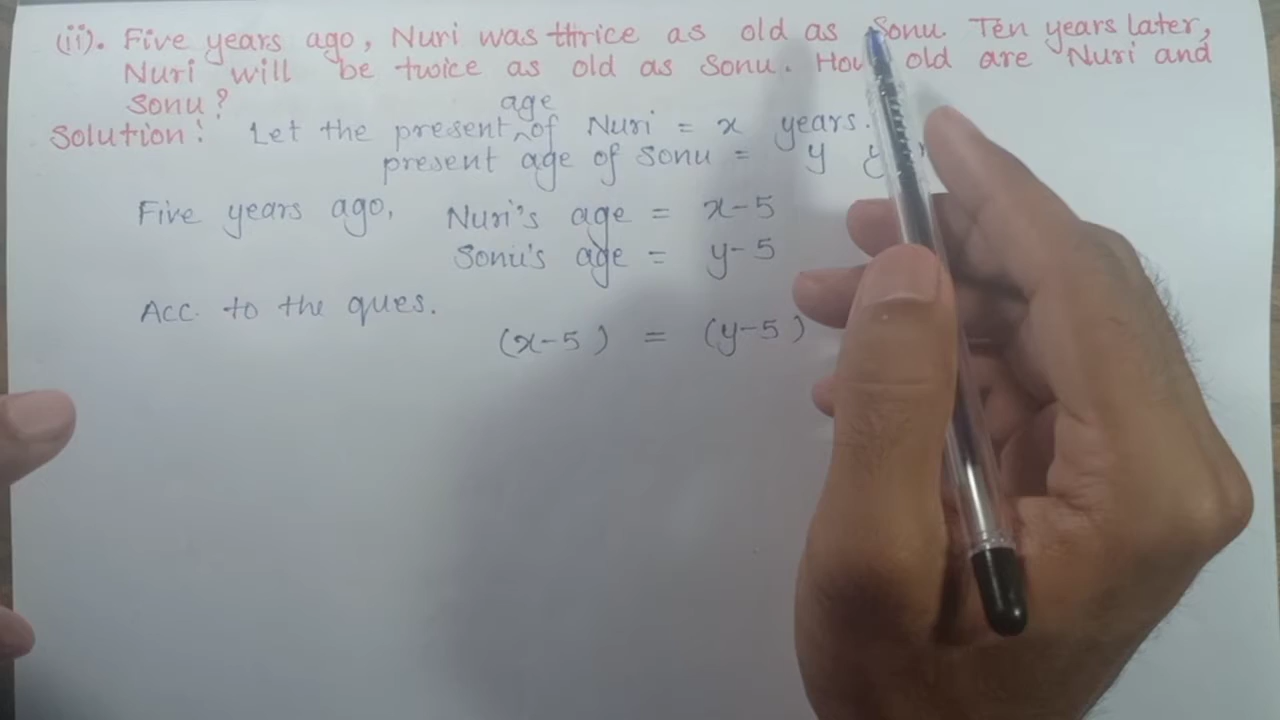 (ii). Five years ago, Nuri was thrice as old as Sonu. Ten years later,
Nuri will be twice as old as Sonu. How old are Nuri and
Sonu?
Solution: Let the present age of Nuri = x years.
present age of Sonu = y
Five years ago, Nuri's age = x-5
Sonu's age = y-5
Acc. to the ques.
(x-5) = (y-5)